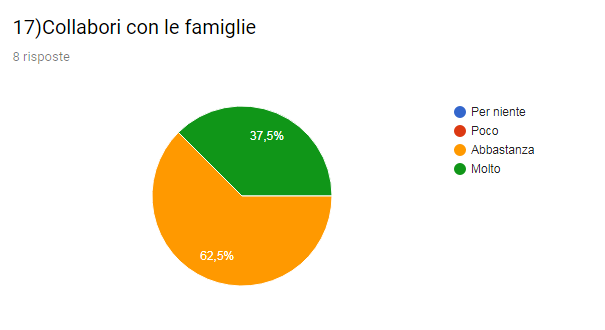 17)Collabori con le famiglie
8 risposte
37,5%
62,5%
Per niente
Poco
Abbastanza
Molto